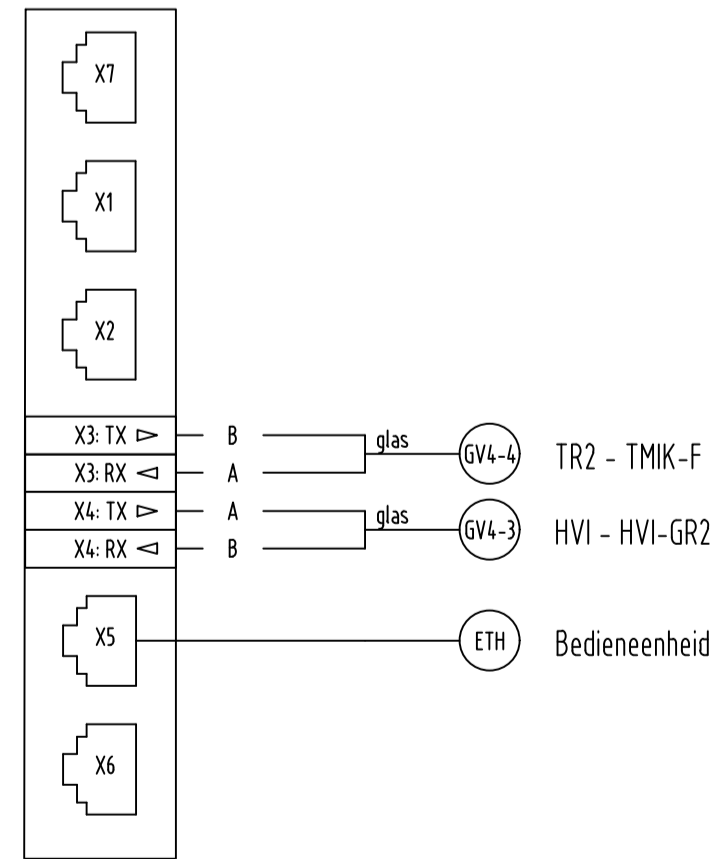 X7
X1
X2
X3: TX B glas GV4-4 TR2 - TMIK-F
X3: RX A
X4: TX A glas GV4-3 HVI - HVI-GR2
X4: RX B
X5 ETH Bedieneenheid
X6